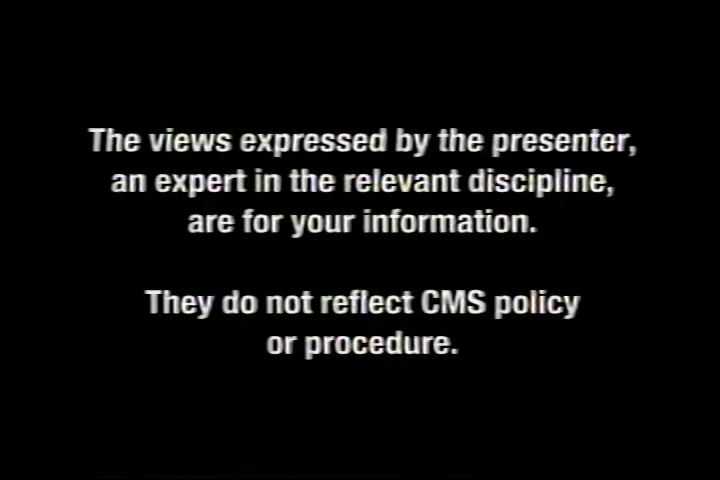 The views expressed by the presenter,
an expert in the relevant discipline,
are for your information.
They do not reflect CMS policy
or procedure.